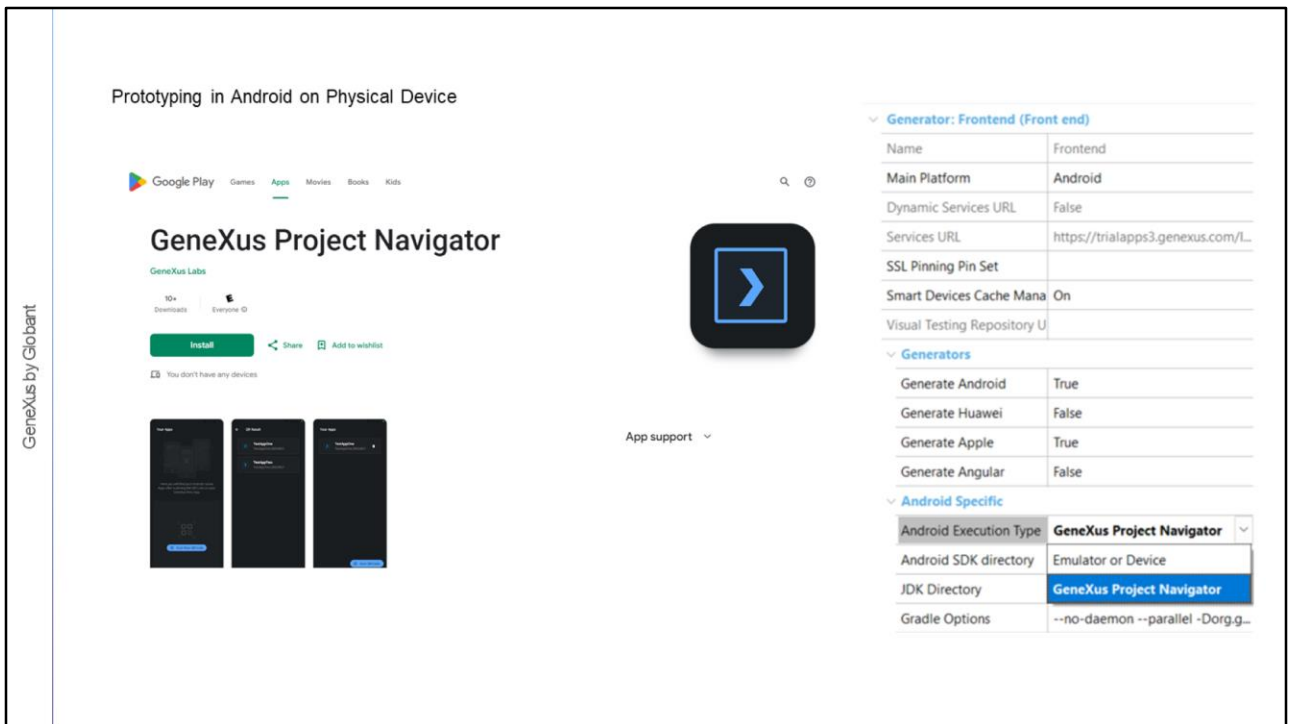 Prototyping in Android on Physical Device
GeneXus by Globant
Google Play Games Apps Movies Books Kids
GeneXus Project Navigator
GeneXus Labs
10+
Downloads
E
Everyone
Install
Share
Add to wishlist
You don't have any devices
Your Apps
Your Apps
TestAppOne
App support
Generator: Frontend (Front end)
Name Frontend
Main Platform Android
Dynamic Services URL False
Services URL https://trialapps3.genexus.com/I...
SSL Pinning Pin Set
Smart Devices Cache Mana On
Visual Testing Repository U
Generators
Generate Android True
Generate Huawei False
Generate Apple True
Generate Angular False
Android Specific
Android Execution Type GeneXus Project Navigator
Android SDK directory Emulator or Device
JDK Directory GeneXus Project Navigator
Gradle Options --no-daemon --parallel -Dorg.g...